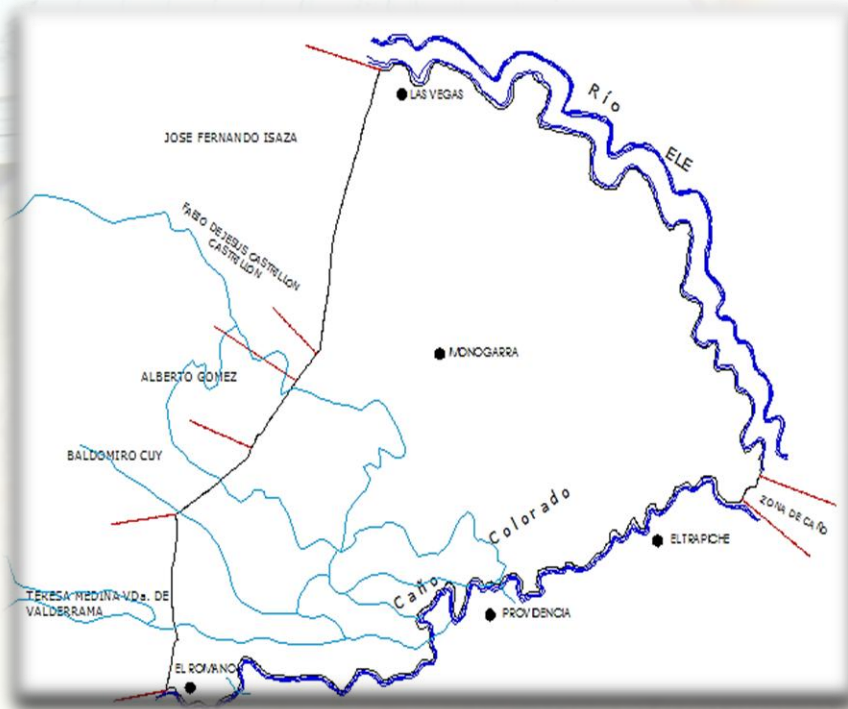 Río
ELE
LAS VEGAS
JOSE FERNANDO ISAZA
FABIO DE JESUS CASTRILLON
CASTRILLON
MONOGARRA
ALBERTO GOMEZ
BALDOMIRO CUY
ZONA DE CAÑO
Caño Colorado
EL TRAPICHE
TERESA MEDINA VDa. DE
VALDERRAMA
PROVIDENCIA
EL ROMANO